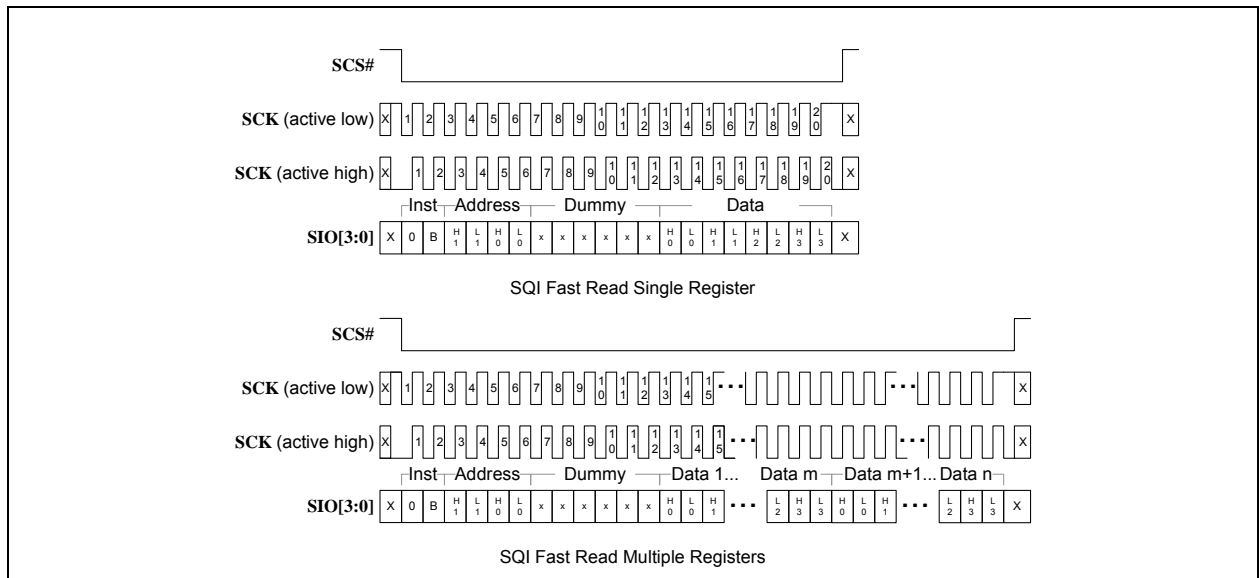 SCS#
SCK (active low) X 1 2 3 4 5 6 7 8 9 10 11 12 13 14 15 16 17 18 19 20 X
SCK (active high) X 1 2 3 4 5 6 7 8 9 10 11 12 13 14 15 16 17 18 19 20 X
Inst Address Dummy Data
SIO[3:0] X 0 B H1 L1 H0 L0 x x x x x x H0 L0 H1 L1 H2 L2 H3 L3 X
SQI Fast Read Single Register
SCS#
SCK (active low) X 1 2 3 4 5 6 7 8 9 10 11 12 13 14 15 ... ... X
SCK (active high) X 1 2 3 4 5 6 7 8 9 10 11 12 13 14 15 ... ... X
Inst Address Dummy Data 1... Data m Data m+1... Data n
SIO[3:0] X 0 B H1 L1 H0 L0 x x x x x x H0 L0 H1 ... L2 H3 L3 H0 L0 H1 ... L2 H3 L3 X
SQI Fast Read Multiple Registers